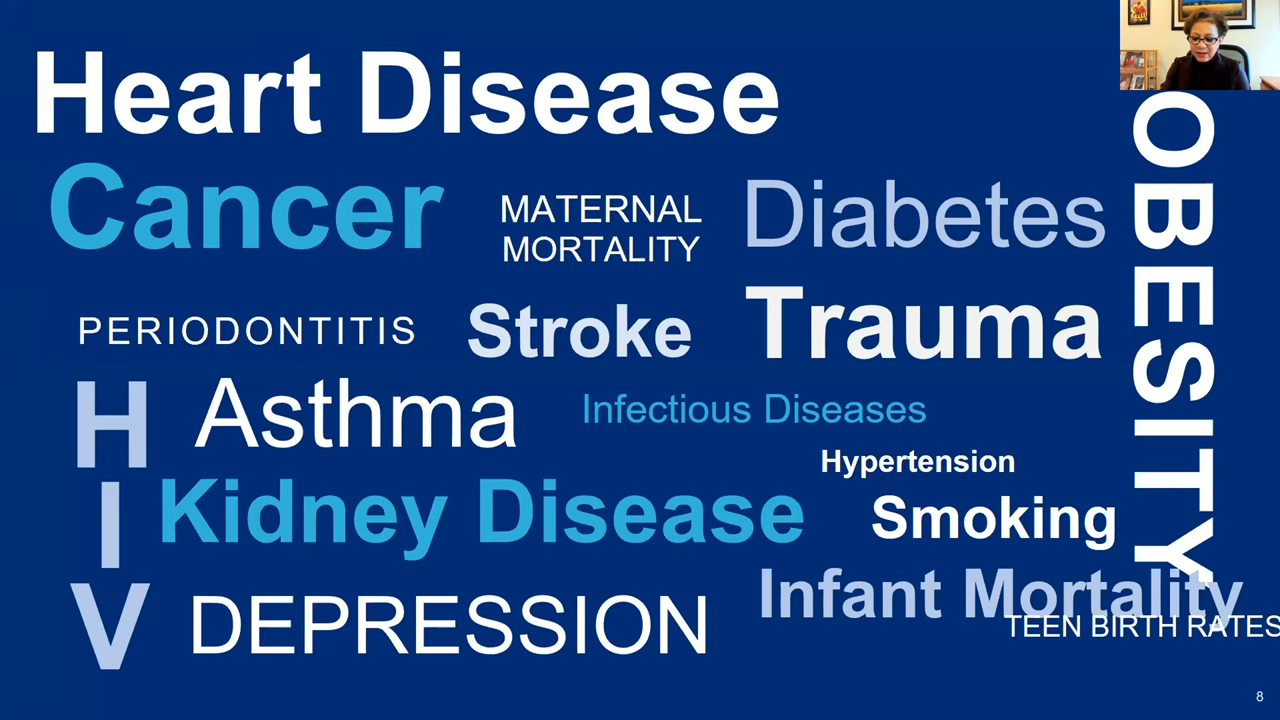 Heart Disease
Cancer
MATERNAL
MORTALITY
Diabetes
OBESITY
PERIODONTITIS
Stroke
Trauma
HIV
Asthma
Infectious Diseases
Hypertension
Kidney Disease
Smoking
Infant Mortality
TEEN BIRTH RATES
DEPRESSION
8